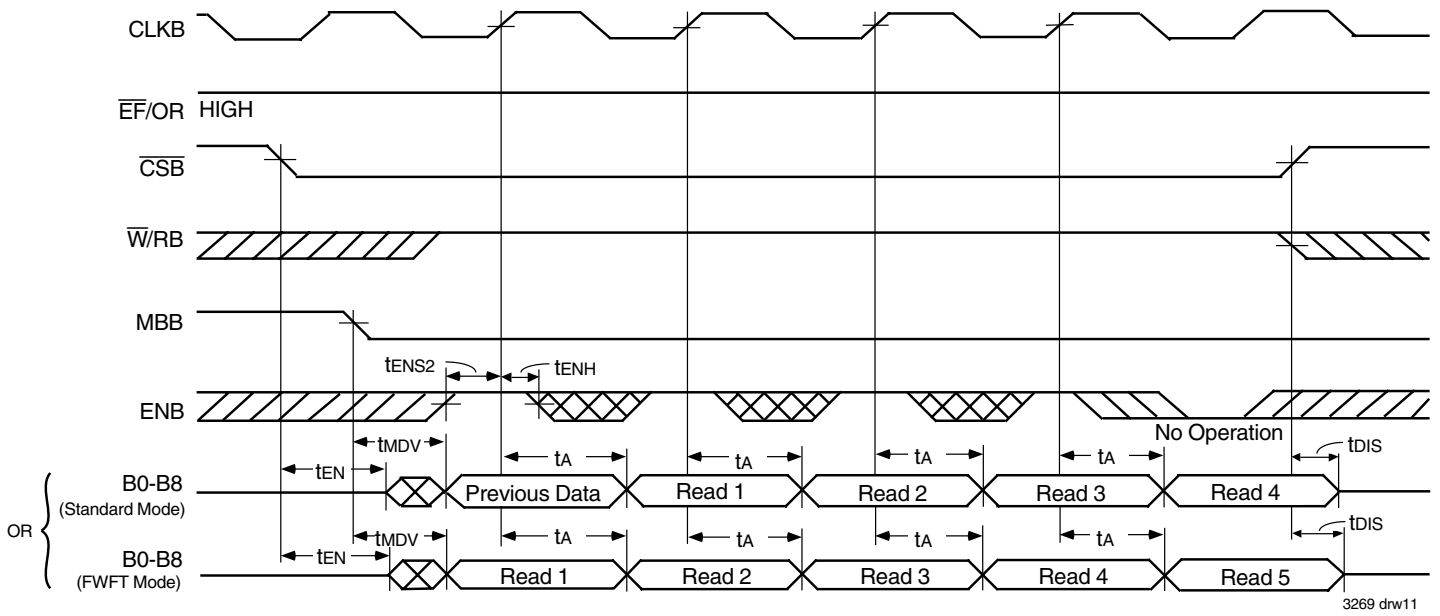 CLKB
EF/OR HIGH
CSB
W/RB
MBB
tENS2
tENH
ENB
No Operation
tMDV
tEN
tA
tA
tA
tA
tDIS
B0-B8
(Standard Mode)
Previous Data
Read 1
Read 2
Read 3
Read 4
OR
tMDV
tEN
tA
tA
tA
tA
tDIS
B0-B8
(FWFT Mode)
Read 1
Read 2
Read 3
Read 4
Read 5
3269 drw11